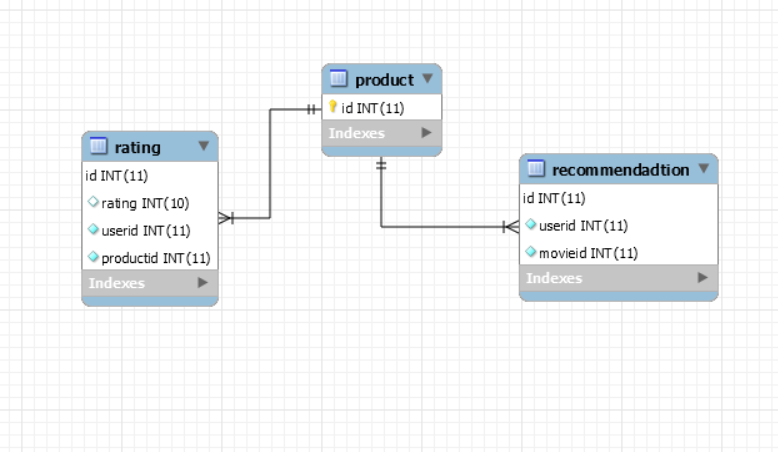 product
id INT(11)
Indexes
rating
id INT(11)
rating INT(10)
userid INT(11)
productid INT(11)
Indexes
recommendadtion
id INT(11)
userid INT(11)
movieid INT(11)
Indexes